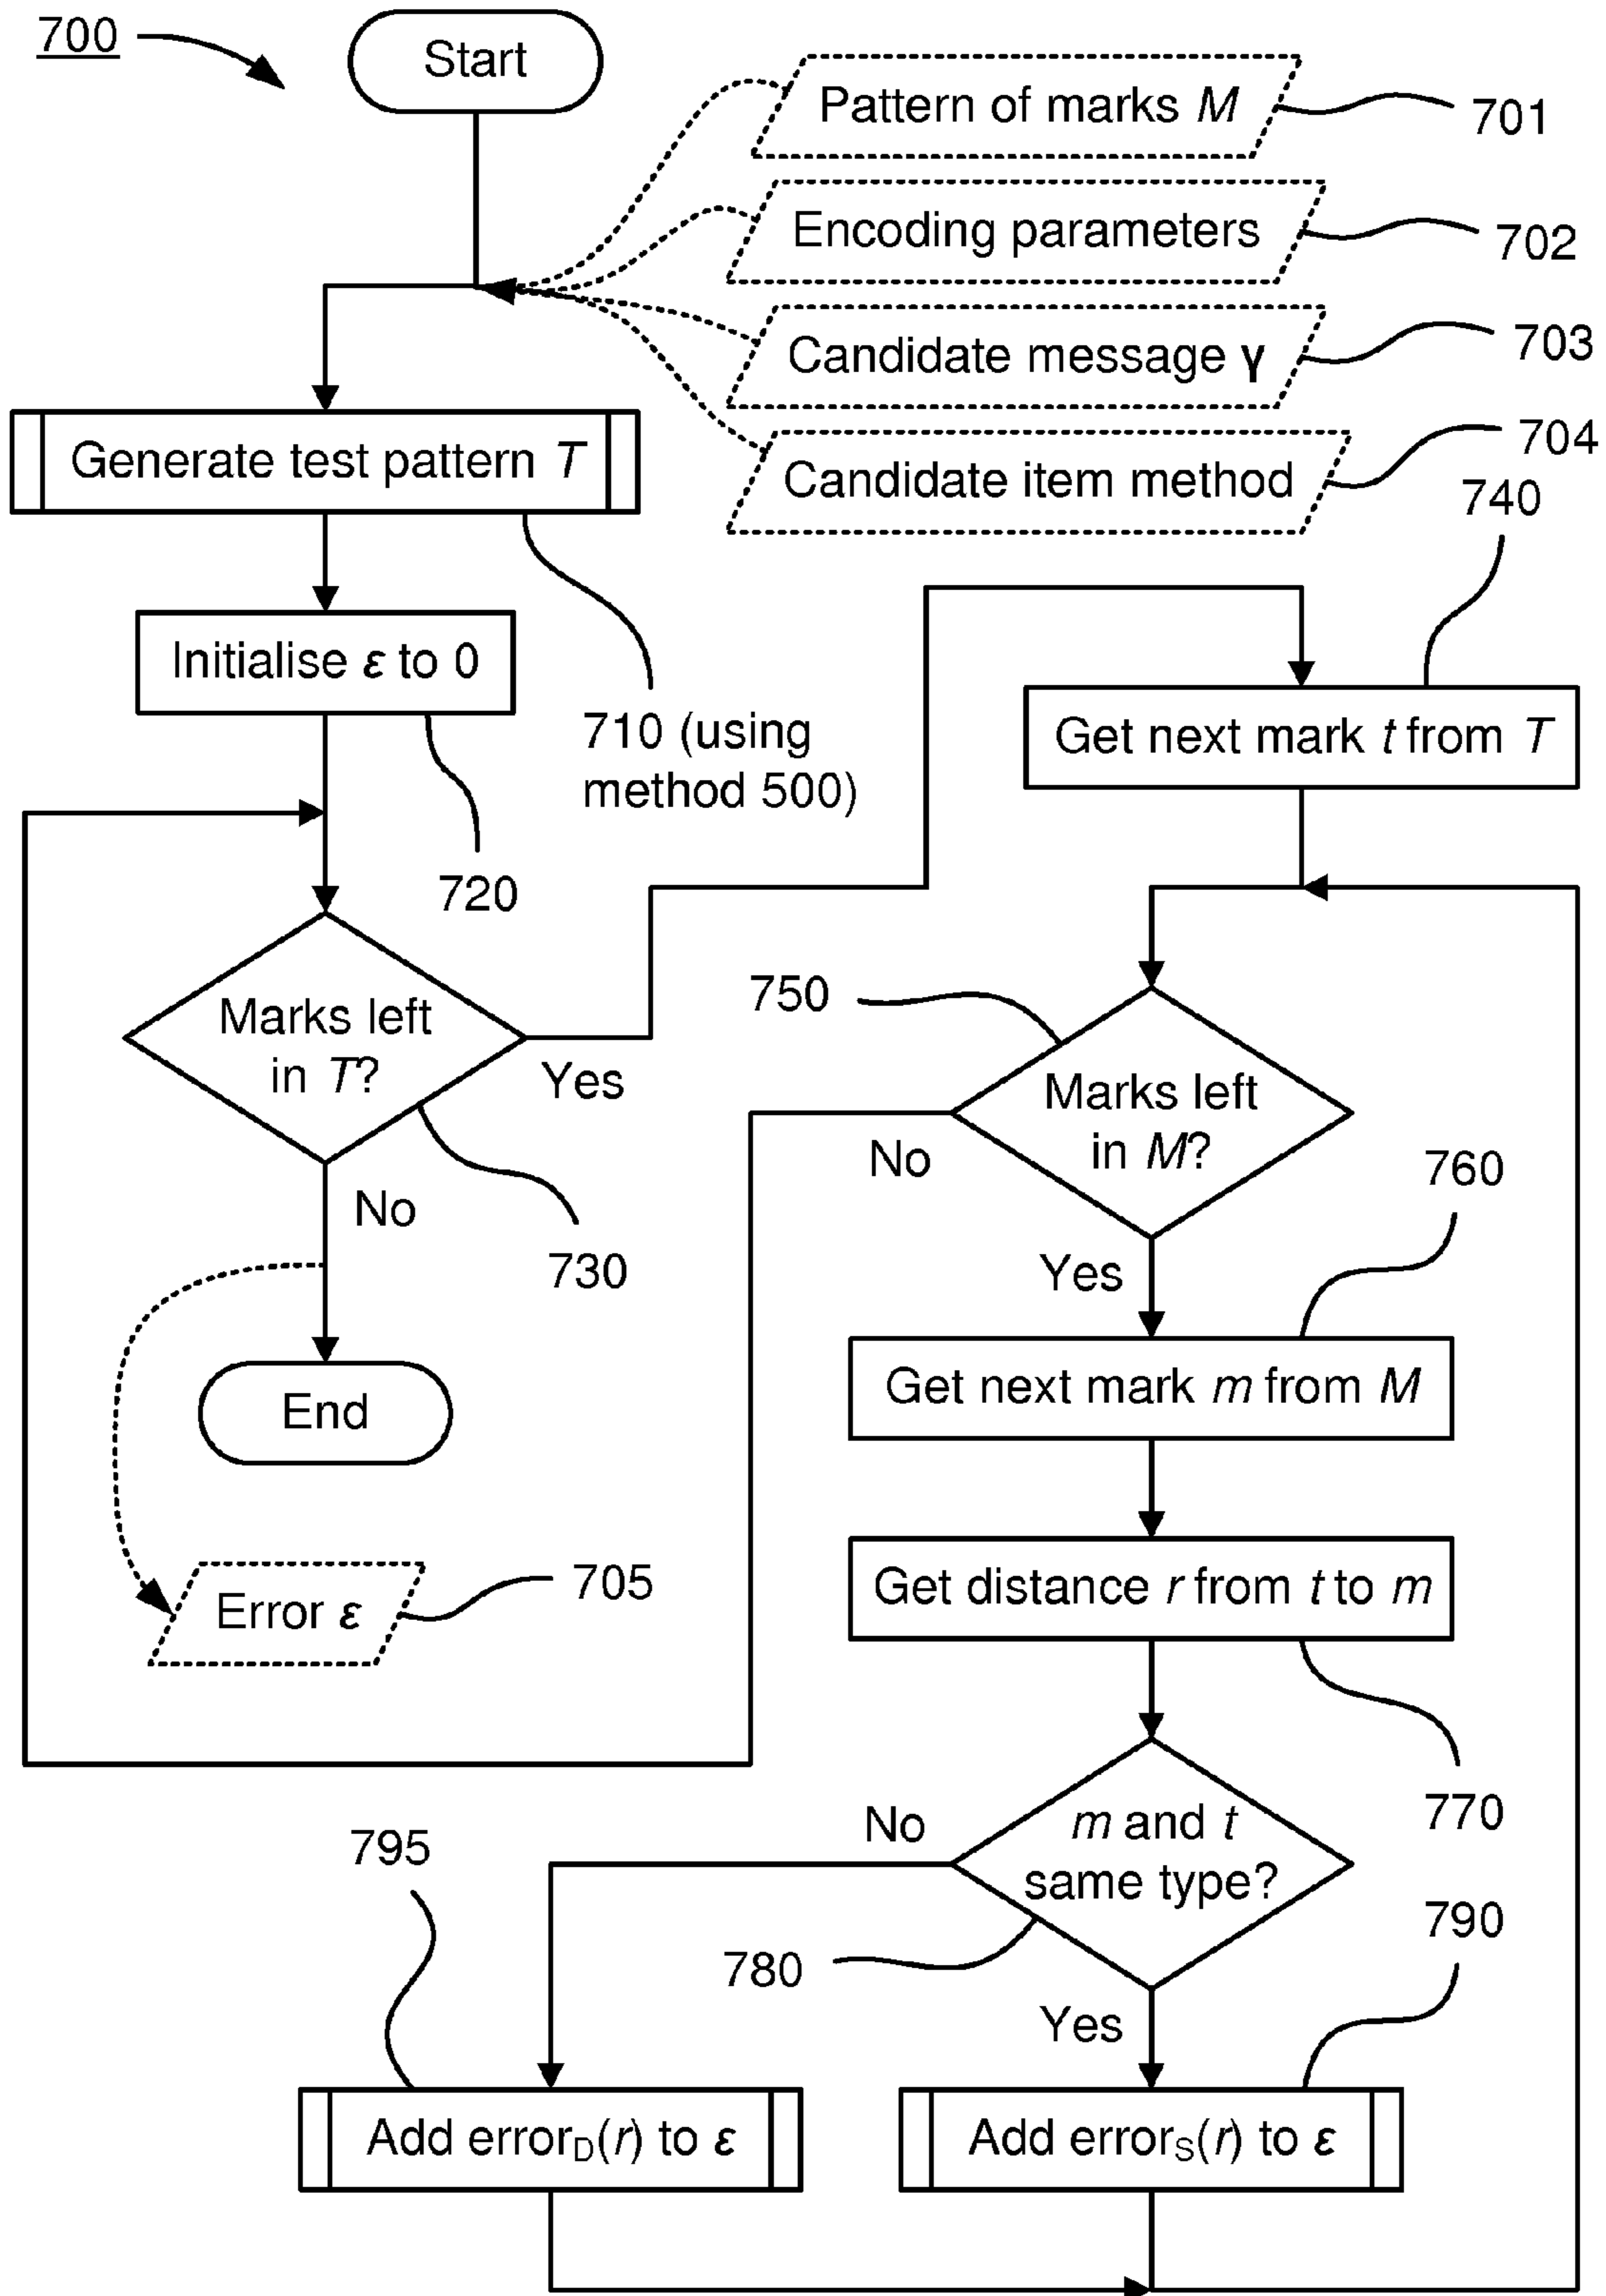 700
Start
Pattern of marks M
701
Encoding parameters
702
Candidate message γ
703
Candidate item method
704
Generate test pattern T
710 (using
method 500)
Initialise ε to 0
720
740
Get next mark t from T
Marks left
in T?
Yes
No
730
End
Error ε
705
750
Marks left
in M?
No
Yes
760
Get next mark m from M
Get distance r from t to m
770
m and t
same type?
No
Yes
780
790
795
Add errorD(r) to ε
Add errorS(r) to ε